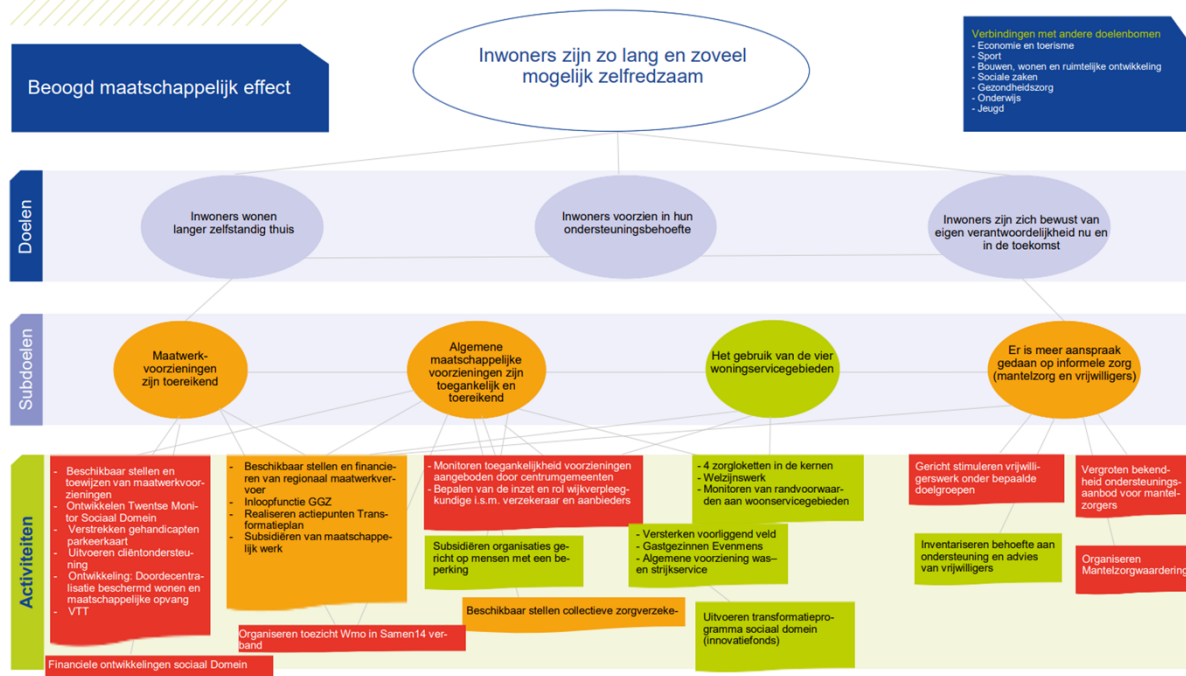 Beoogd maatschappelijk effect
Inwoners zijn zo lang en zoveel
mogelijk zelfredzaam
Verbindingen met andere doelenbomen
- Economie en toerisme
- Sport
- Bouwen, wonen en ruimtelijke ontwikkeling
- Sociale zaken
- Gezondheidszorg
- Onderwijs
- Jeugd
Doelen
Inwoners wonen
langer zelfstandig thuis
Inwoners voorzien in hun
ondersteuningsbehoefte
Inwoners zijn zich bewust van
eigen verantwoordelijkheid nu en
in de toekomst
Subdoelen
Maatwerk-
voorzieningen
zijn toereikend
Algemene
maatschappelijke
voorzieningen zijn
toegankelijk en
toereikend
Het gebruik van de vier
woningservicegebieden
Er is meer aanspraak
gedaan op informele zorg
(mantelzorg en vrijwilligers)
Activiteiten
- Beschikbaar stellen en
toewijzen van maatwerkvoor-
zieningen
- Ontwikkelen Twentse Moni-
tor Sociaal Domein
- Verstrekken gehandicapten
parkeerkaart
- Uitvoeren cliëntondersteu-
ning
- Ontwikkeling: Doordecentra-
lisatie beschermd wonen en
maatschappelijke opvang
- VTT
Financiele ontwikkelingen sociaal Domein
- Beschikbaar stellen en financie-
ren van regionaal maatwerkver-
voer
- Inloopfunctie GGZ
- Realiseren actiepunten Trans-
formatieplan
- Subsidiëren van maatschappe-
lijk werk
Organiseren toezicht Wmo in Samen14 ver-
band
- Monitoren toegankelijkheid voorzieningen
aangeboden door centrumgemeenten
- Bepalen van de inzet en rol wijkverpleeg-
kundige i.s.m. verzekeraar en aanbieders
Subsidiëren organisaties ge-
richt op mensen met een be-
perking
Beschikbaar stellen collectieve zorgverzeke-
- 4 zorgloketten in de kernen
- Welzijnswerk
- Monitoren van randvoorwaar-
den aan woonservicegebieden
- Versterken voorliggend veld
- Gastgezinnen Evenmens
- Algemene voorziening was–
en strijkservice
Uitvoeren transformatiepro-
gramma sociaal domein
(innovatiefonds)
Gericht stimuleren vrijwilli-
gerswerk onder bepaalde
doelgroepen
Inventariseren behoefte aan
ondersteuning en advies
van vrijwilligers
Vergroten bekend-
heid ondersteunings-
aanbod voor mantel-
zorgers
Organiseren
Mantelzorgwaardering